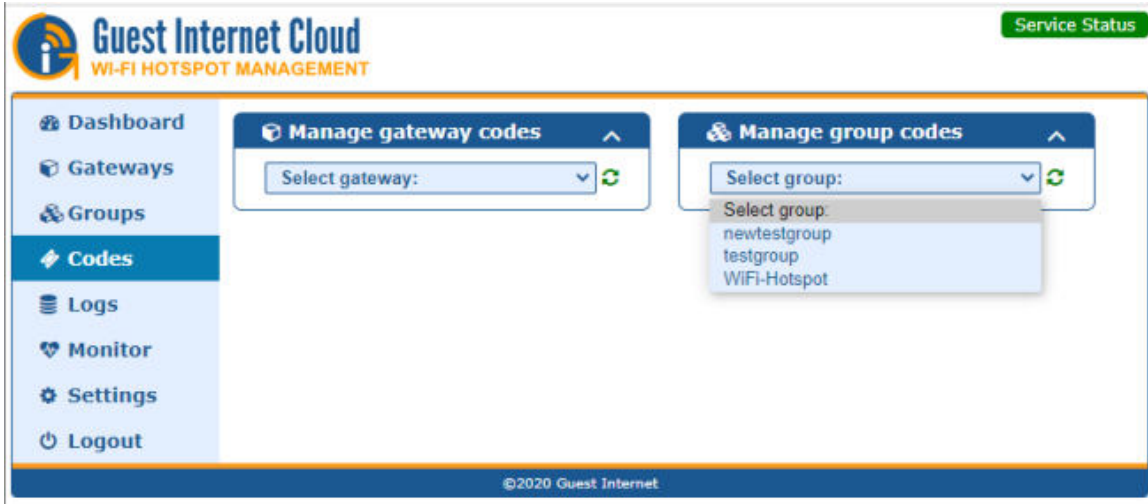 Guest Internet Cloud
WI-FI HOTSPOT MANAGEMENT
Service Status
Dashboard
Gateways
Groups
Codes
Logs
Monitor
Settings
Logout
Manage gateway codes
Select gateway:
Manage group codes
Select group:
Select group:
newtestgroup
testgroup
WiFi-Hotspot
©2020 Guest Internet